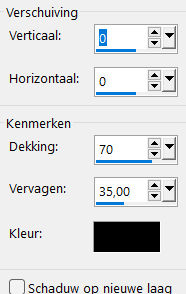 Verschuiving
Verticaal: 0
Horizontaal: 0
Kenmerken
Dekking: 70
Vervagen: 35,00
Kleur:
Schaduw op nieuwe laag